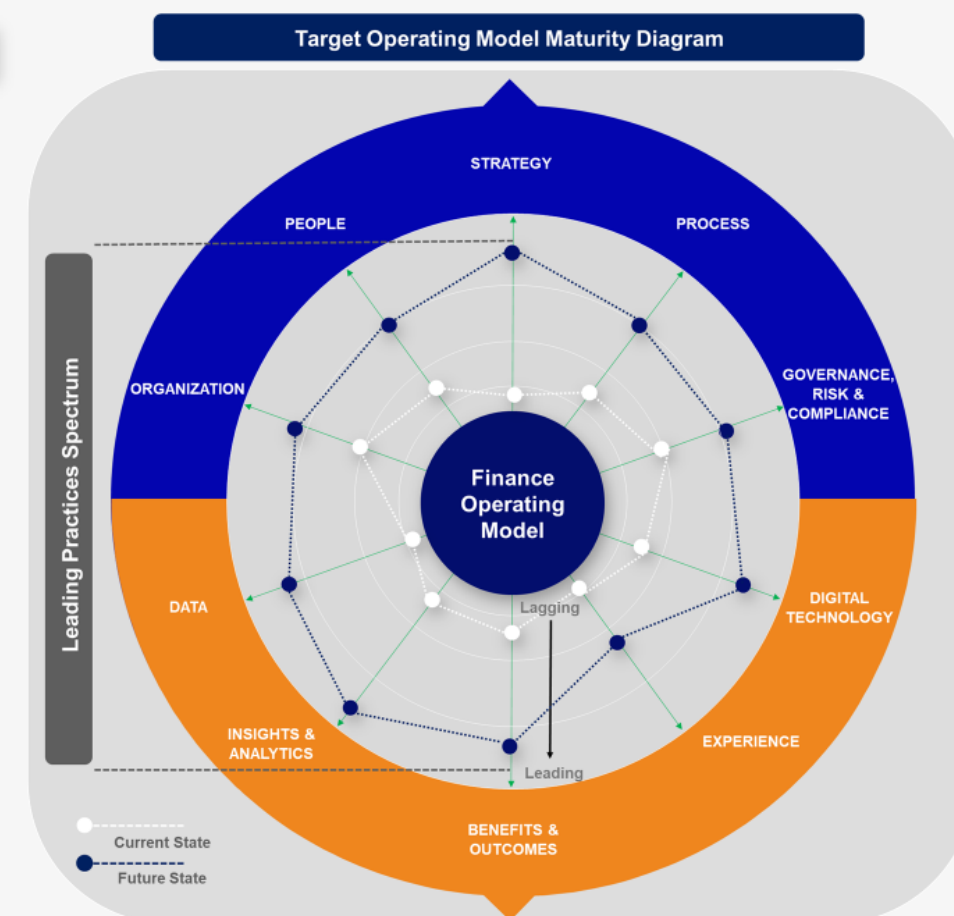 Target Operating Model Maturity Diagram
STRATEGY
PEOPLE
PROCESS
ORGANIZATION
GOVERNANCE,
RISK &
COMPLIANCE
Leading Practices Spectrum
Finance
Operating
Model
Lagging
DATA
DIGITAL
TECHNOLOGY
INSIGHTS &
ANALYTICS
EXPERIENCE
Leading
BENEFITS &
OUTCOMES
Current State
Future State